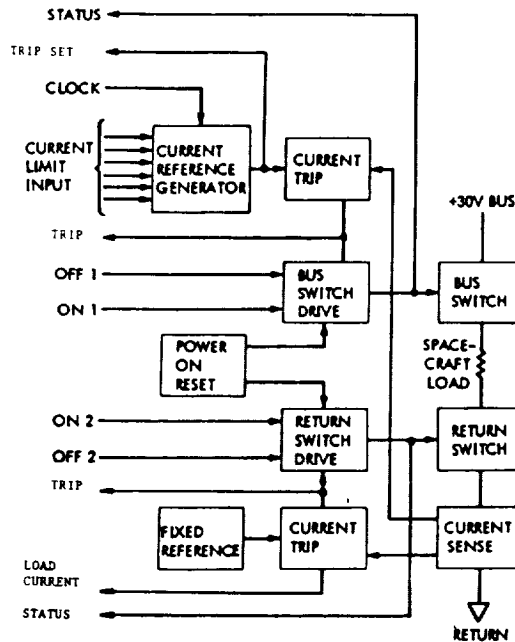 STATUS
TRIP SET
CLOCK
CURRENT
LIMIT
INPUT
CURRENT
REFERENCE
GENERATOR
CURRENT
TRIP
+30V BUS
TRIP
OFF 1
ON 1
BUS
SWITCH
DRIVE
BUS
SWITCH
POWER
ON
RESET
SPACE-
CRAFT
LOAD
ON 2
OFF 2
RETURN
SWITCH
DRIVE
RETURN
SWITCH
TRIP
FIXED
REFERENCE
CURRENT
TRIP
CURRENT
SENSE
LOAD
CURRENT
STATUS
RETURN